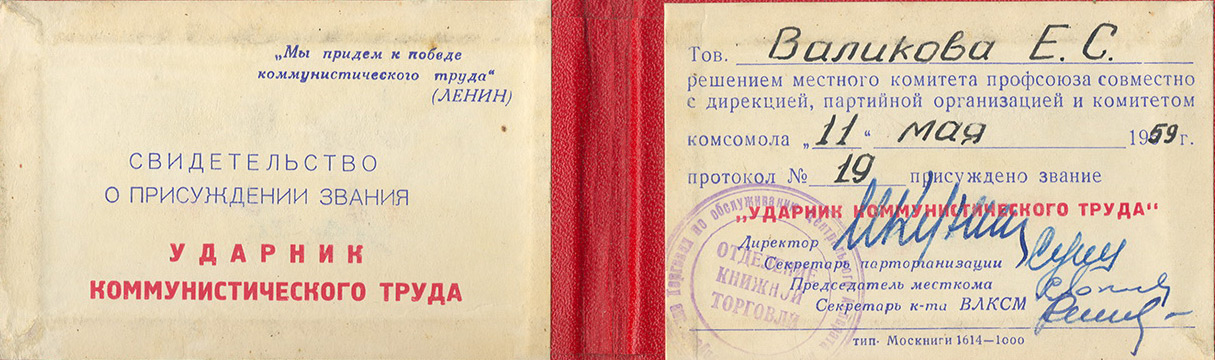 „Мы придем к победе
коммунистического труда“
(ЛЕНИН)
СВИДЕТЕЛЬСТВО
О ПРИСУЖДЕНИИ ЗВАНИЯ
УДАРНИК
КОММУНИСТИЧЕСКОГО ТРУДА
Тов. Валикова Е. С.
решением местного комитета профсоюза совместно
с дирекцией, партийной организацией и комитетом
комсомола „11“ мая 1959 г.
протокол № 19 присуждено звание
„УДАРНИК КОММУНИСТИЧЕСКОГО ТРУДА“
Директор
Секретарь парторганизации
Председатель месткома
Секретарь к-та ВЛКСМ
тип. Москниги 1614—1000
ОТДЕЛЕНИЕ
КНИЖНОЙ
ТОРГОВЛИ
по обслуживанию